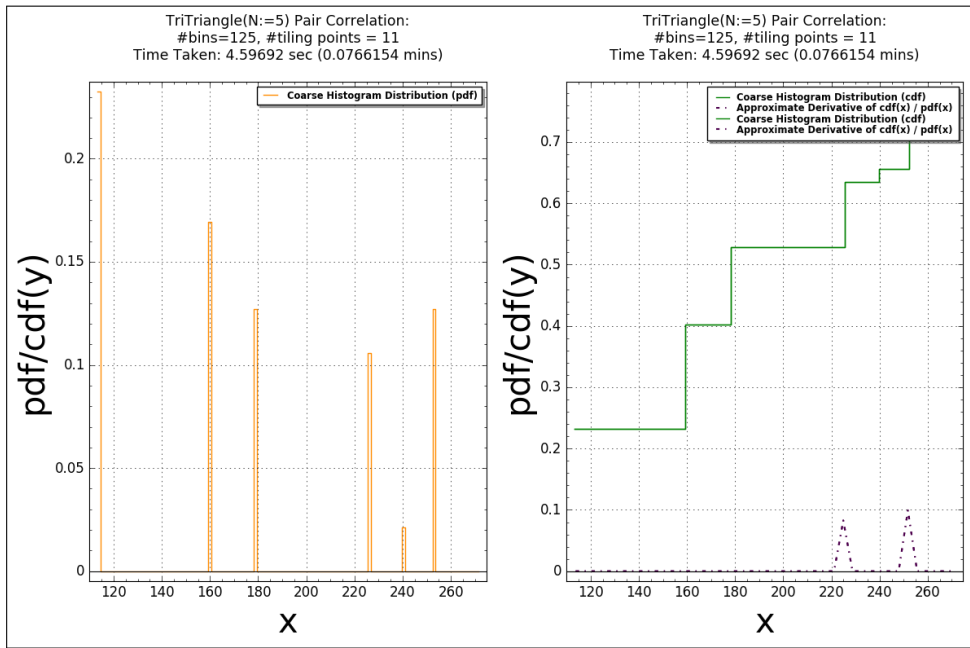 TriTriangle(N:=5) Pair Correlation:
#bins=125, #tiling points = 11
Time Taken: 4.59692 sec (0.0766154 mins)
Coarse Histogram Distribution (pdf)
0.2
0.15
0.1
0.05
0
pdf/cdf(y)
120 140 160 180 200 220 240 260
x
TriTriangle(N:=5) Pair Correlation:
#bins=125, #tiling points = 11
Time Taken: 4.59692 sec (0.0766154 mins)
Coarse Histogram Distribution (cdf)
Approximate Derivative of cdf(x) / pdf(x)
Coarse Histogram Distribution (cdf)
Approximate Derivative of cdf(x) / pdf(x)
0.7
0.6
0.5
0.4
0.3
0.2
0.1
0
pdf/cdf(y)
120 140 160 180 200 220 240 260
x